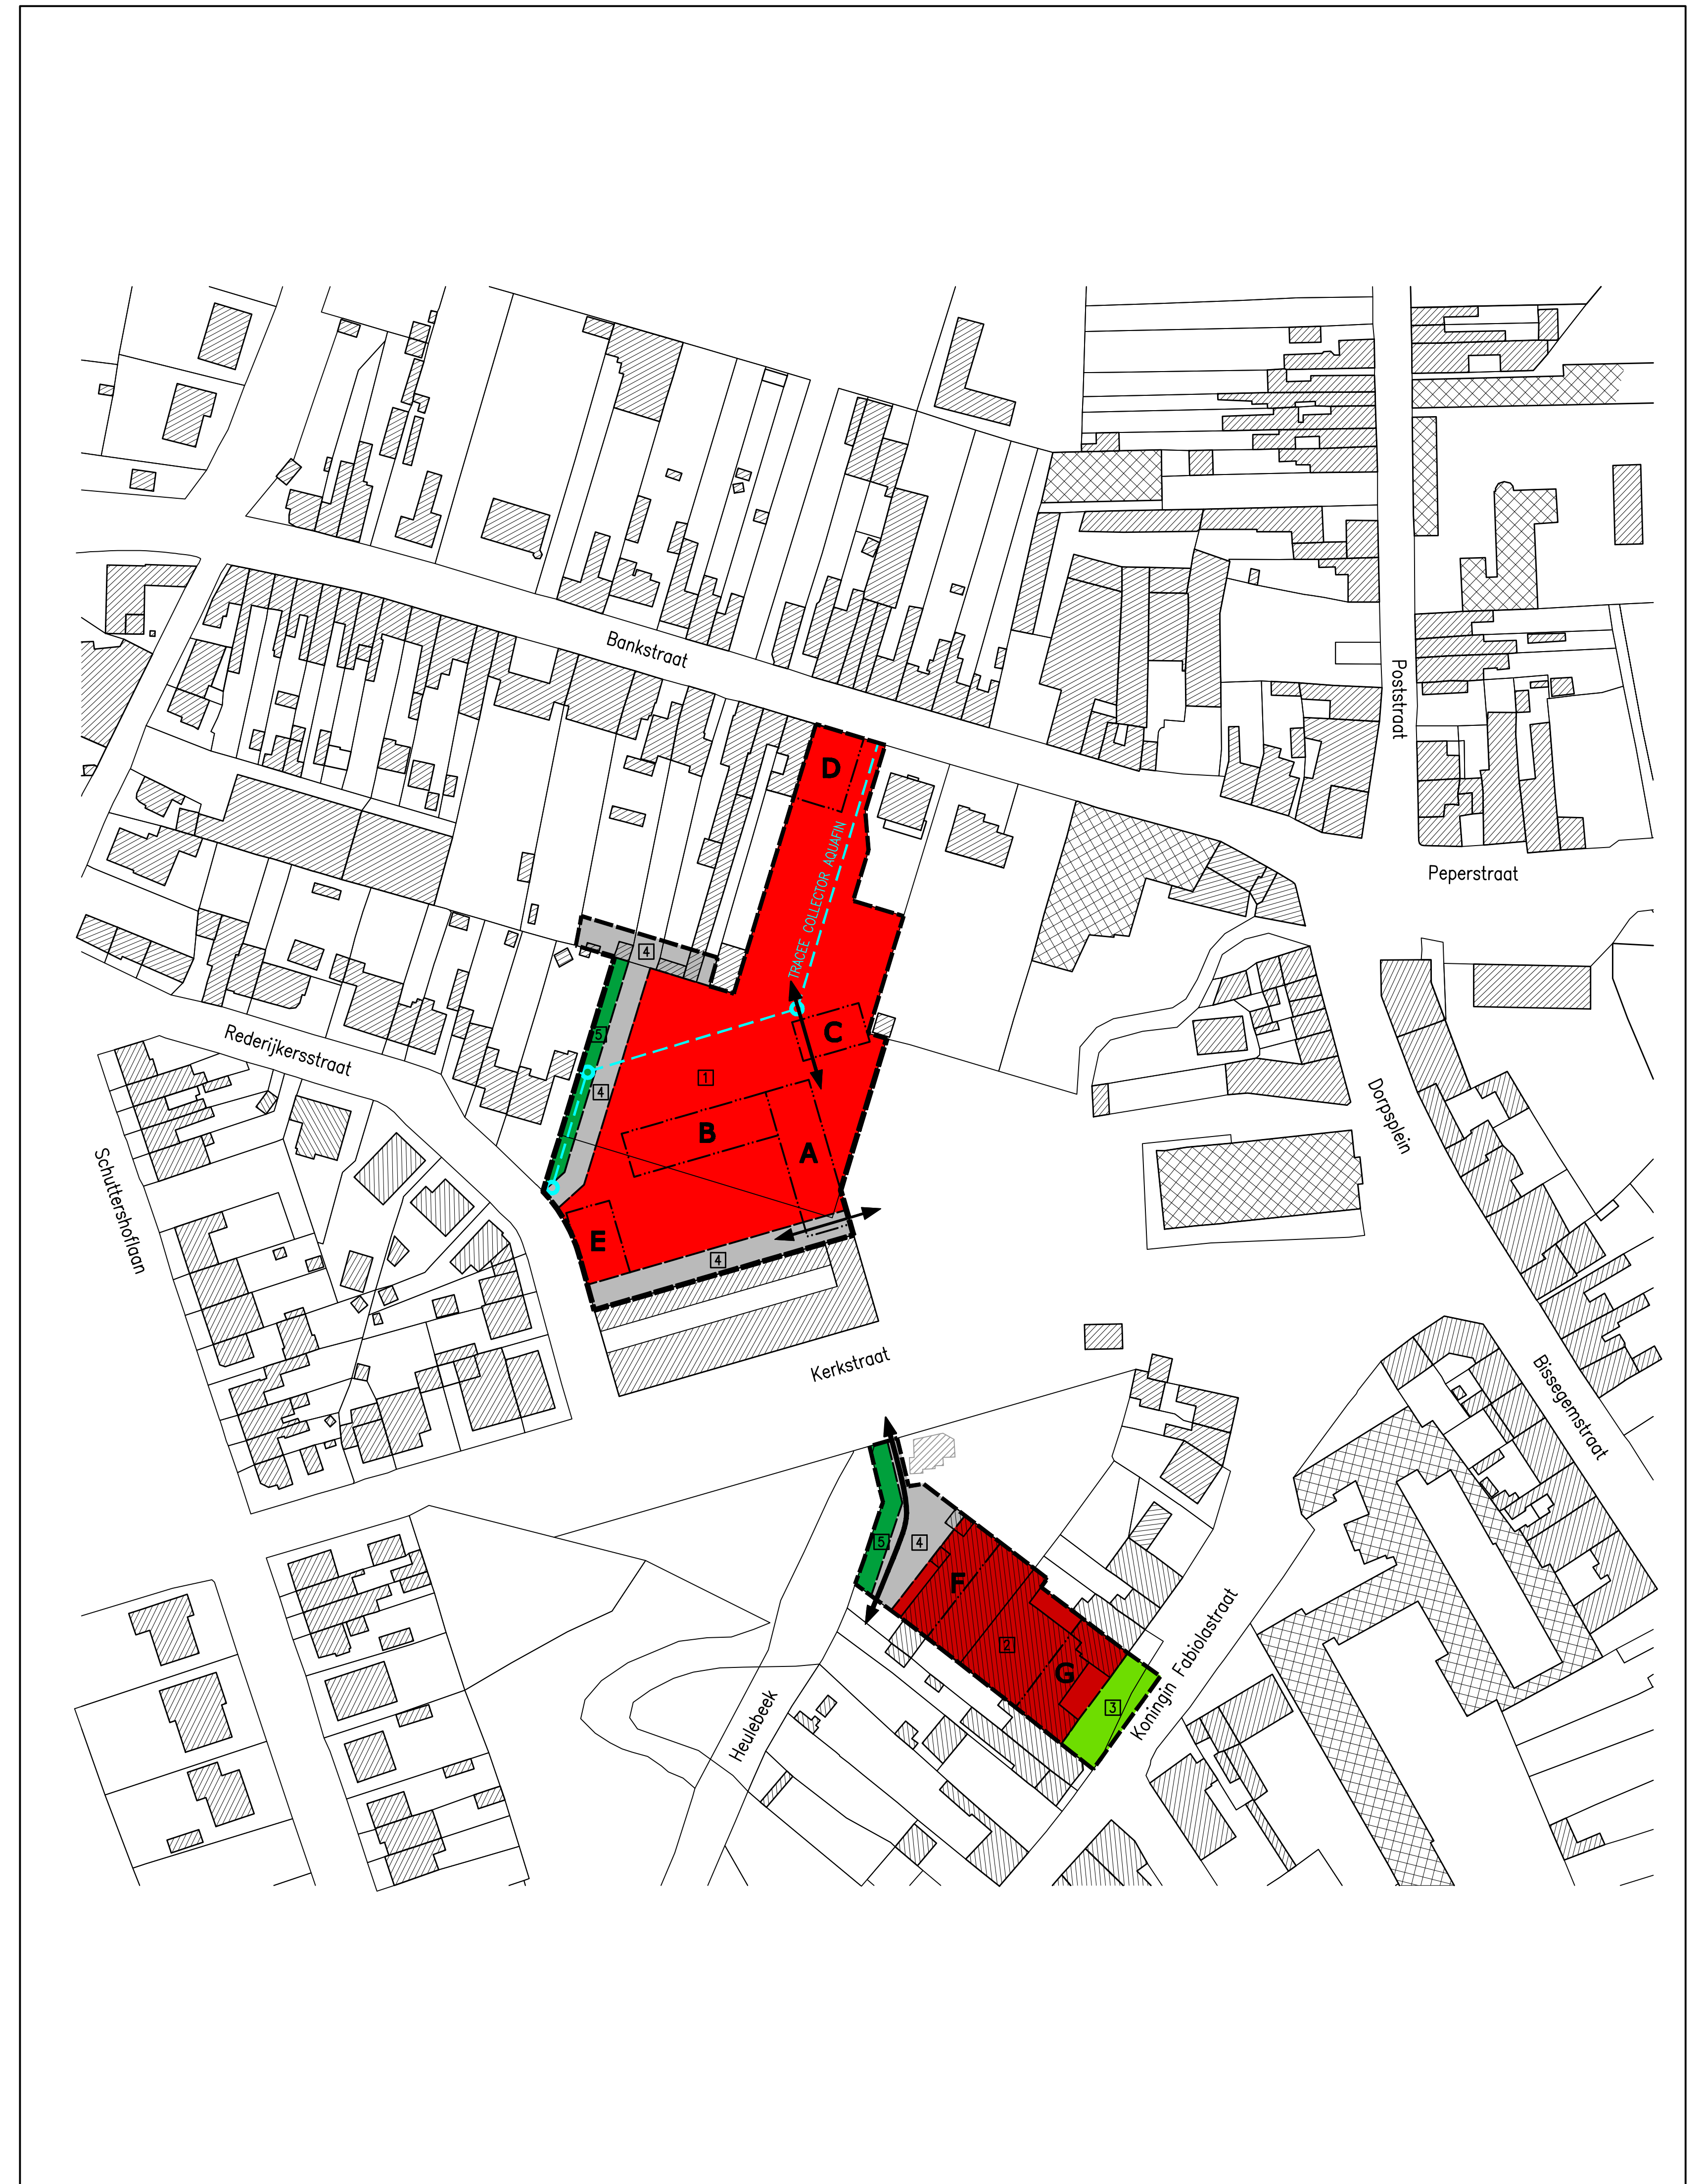 Bankstraat
Poststraat
D
TRACEE COLLECTOR AQUAFIN
Peperstraat
4
5
C
Rederijkersstraat
1
4
B
A
Dorpsplein
Schuttershoflaan
E
4
Kerkstraat
Bissegemstraat
5
4
F
2
G
3
Koningin Fabiolastraat
Heulebeek